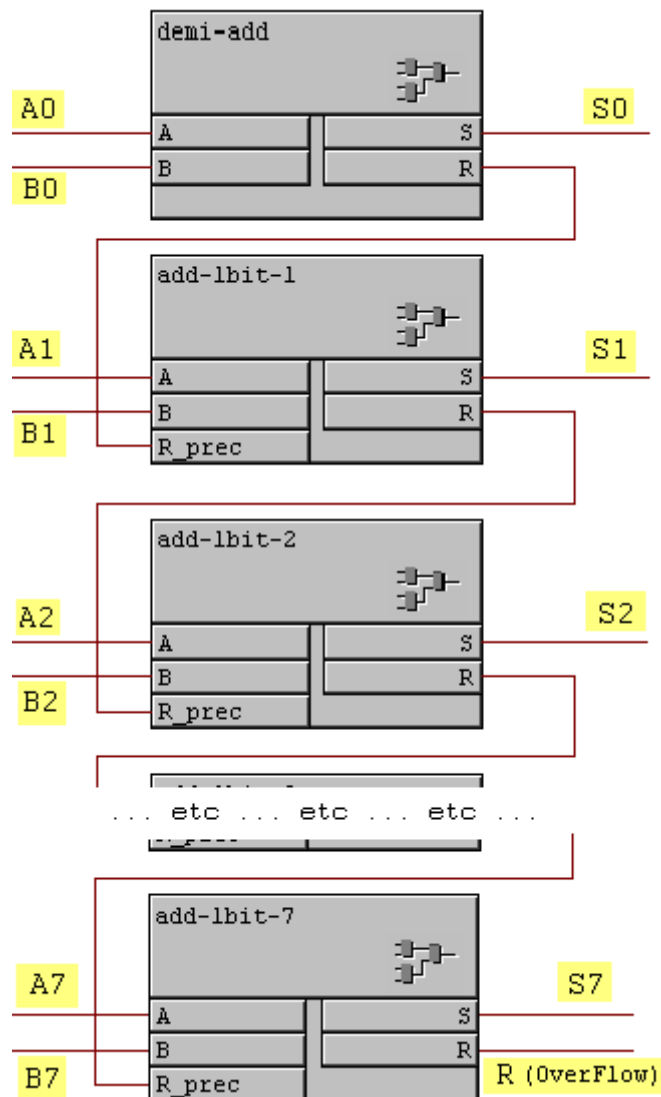 demi-add
A0
S0
A
S
B
R
B0
add-1bit-1
A1
S1
A
S
B
R
B1
R_prec
add-1bit-2
A2
S2
A
S
B
R
B2
R_prec
... etc ... etc ... etc ...
add-1bit-7
A7
S7
A
S
B
R
R (OverFlow)
B7
R_prec